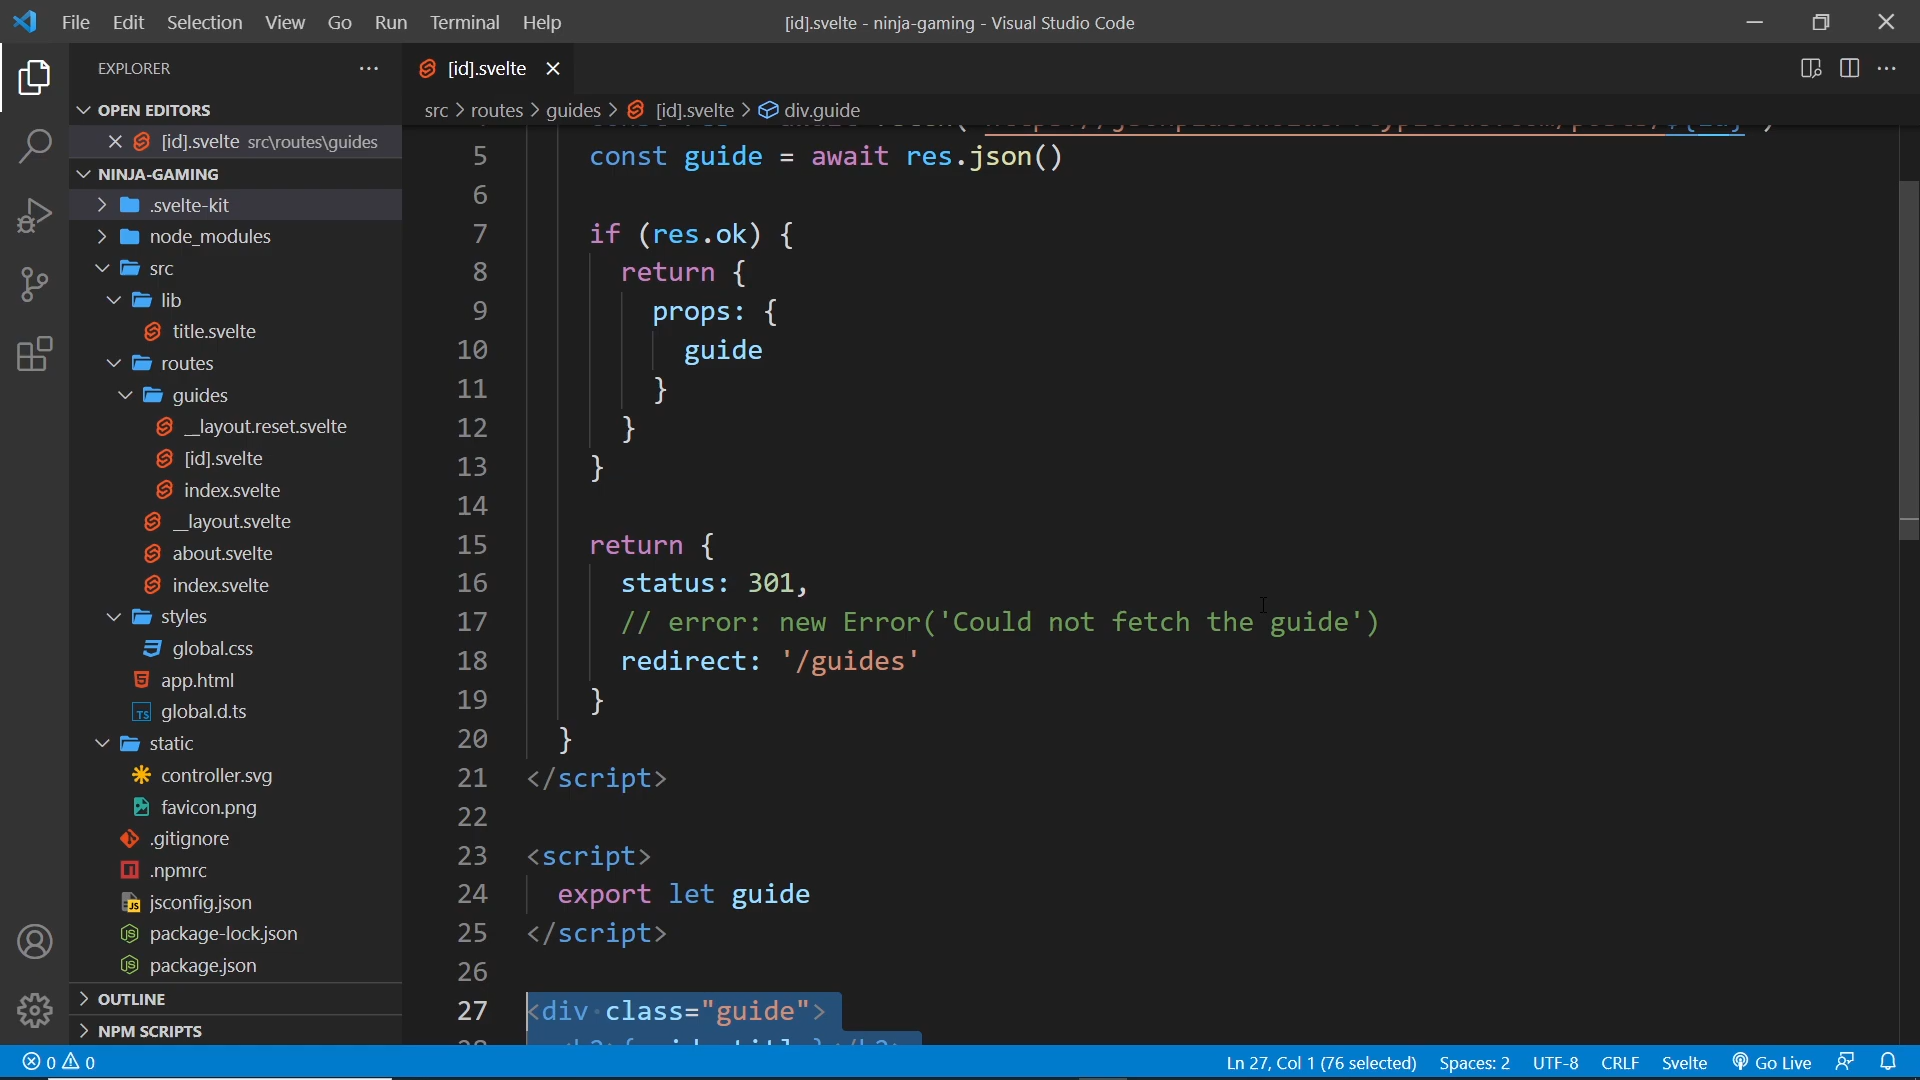 File Edit Selection View Go Run Terminal Help [id].svelte - ninja-gaming - Visual Studio Code
EXPLORER
[id].svelte
OPEN EDITORS
[id].svelte src\routes\guides
NINJA-GAMING
.svelte-kit
node_modules
src
lib
title.svelte
routes
guides
__layout.reset.svelte
[id].svelte
index.svelte
__layout.svelte
about.svelte
index.svelte
styles
global.css
app.html
TS global.d.ts
static
controller.svg
favicon.png
.gitignore
.npmrc
JS jsconfig.json
package-lock.json
package.json
OUTLINE
NPM SCRIPTS
src > routes > guides > [id].svelte > div.guide
5 const guide = await res.json()
6
7 if (res.ok) {
8 return {
9 props: {
10 guide
11 }
12 }
13 }
14
15 return {
16 status: 301,
17 // error: new Error('Could not fetch the guide')
18 redirect: '/guides'
19 }
20 }
21 </script>
22
23 <script>
24 export let guide
25 </script>
26
27 <div class="guide">
0 0 Ln 27, Col 1 (76 selected) Spaces: 2 UTF-8 CRLF Svelte Go Live